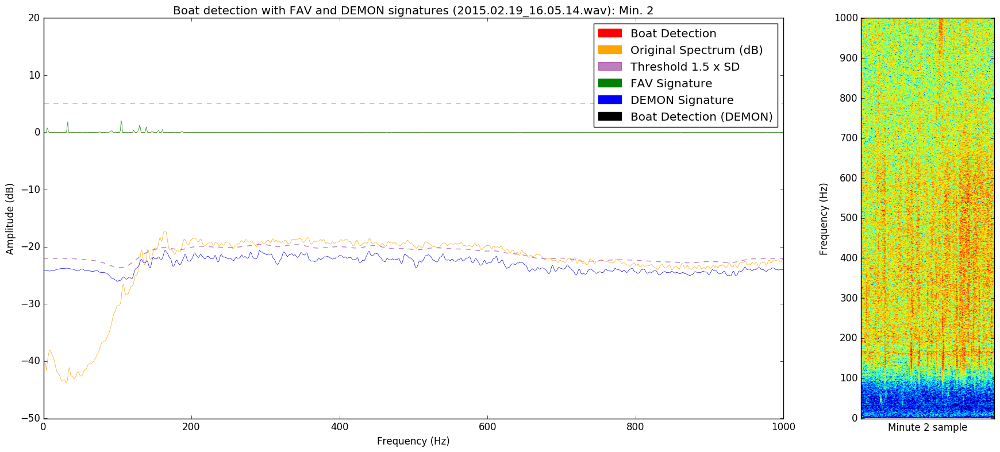 Boat detection with FAV and DEMON signatures (2015.02.19_16.05.14.wav): Min. 2
Boat Detection
Original Spectrum (dB)
Threshold 1.5 x SD
FAV Signature
DEMON Signature
Boat Detection (DEMON)
20
10
0
−10
−20
−30
−40
−50
Amplitude (dB)
0
200
400
600
800
1000
Frequency (Hz)
1000
900
800
700
600
500
400
300
200
100
0
Frequency (Hz)
Minute 2 sample